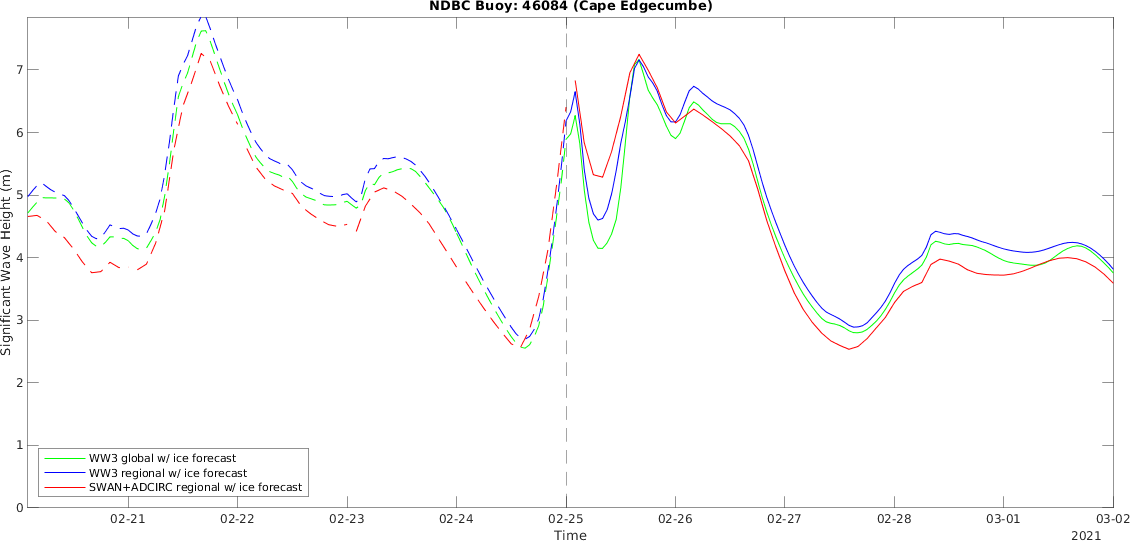 NDBC Buoy: 46084 (Cape Edgecumbe)
Significant Wave Height (m)
7
6
5
4
3
2
1
0
WW3 global w/ ice forecast
WW3 regional w/ ice forecast
SWAN+ADCIRC regional w/ ice forecast
02-21 02-22 02-23 02-24 02-25 02-26 02-27 02-28 03-01 03-02
Time
2021